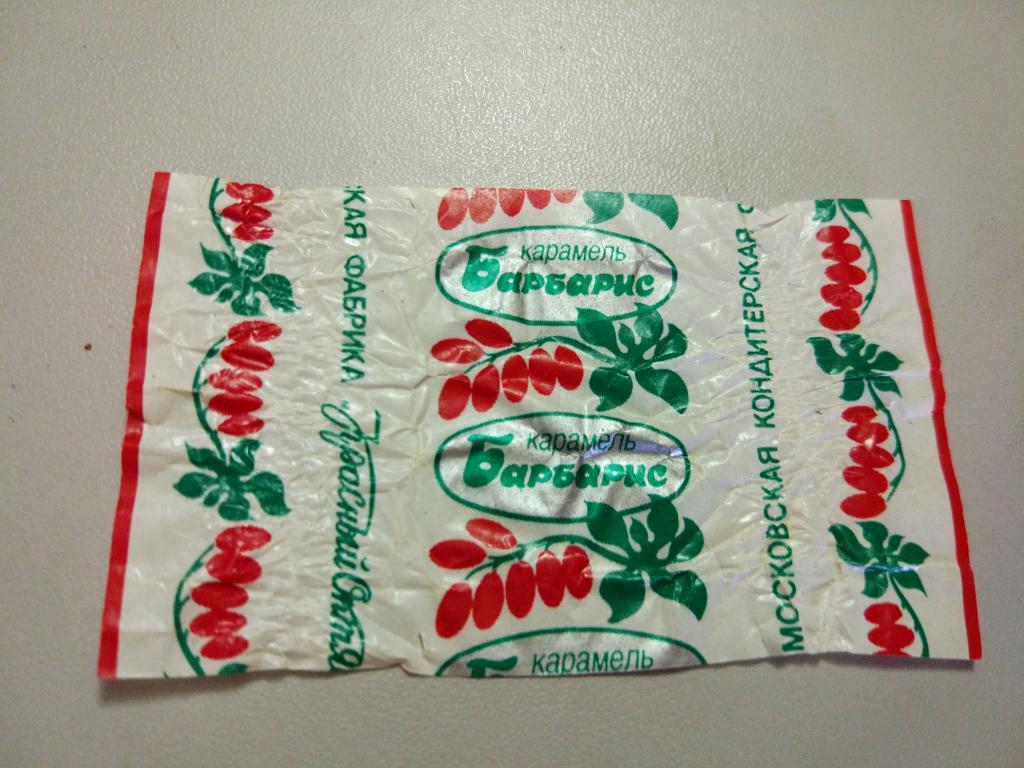 карамель
Барбарис
карамель
Барбарис
карамель
КАЯ ФАБРИКА "Красный Октя
МОСКОВСКАЯ КОНДИТЕРСКАЯ